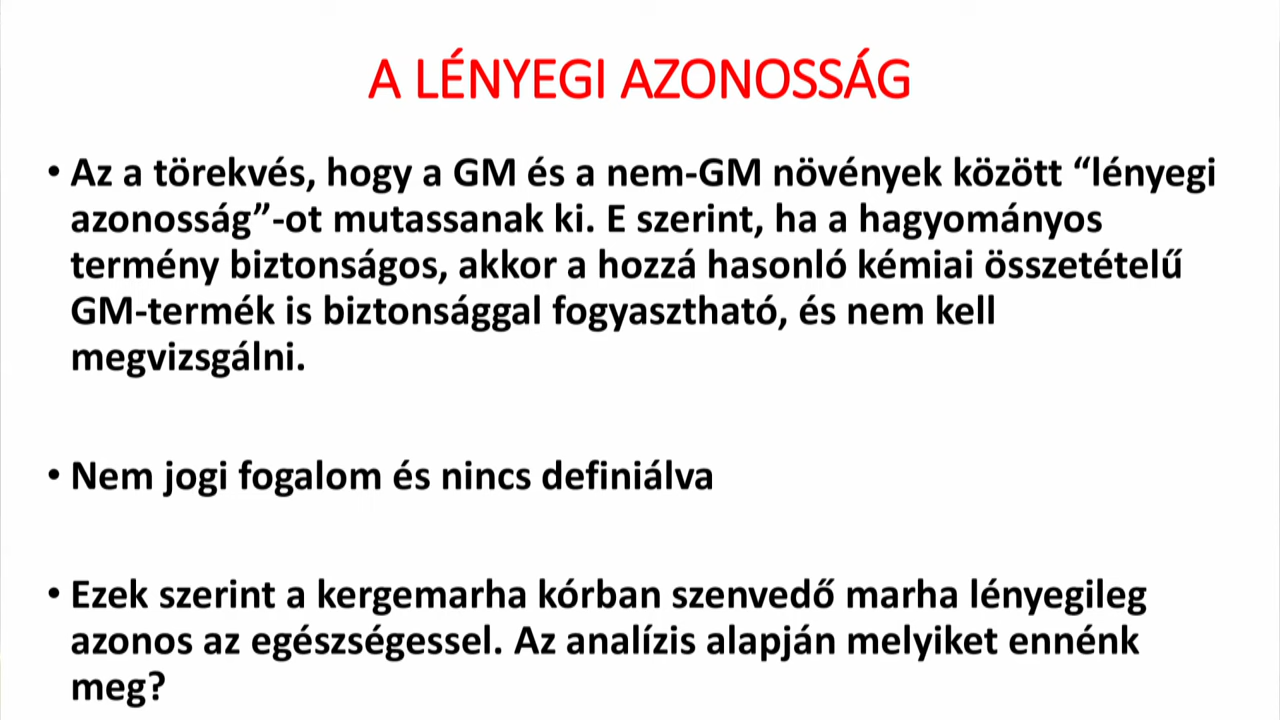 A LÉNYEGI AZONOSSÁG
• Az a törekvés, hogy a GM és a nem-GM növények között “lényegi
azonosság”-ot mutassanak ki. E szerint, ha a hagyományos
termény biztonságos, akkor a hozzá hasonló kémiai összetételű
GM-termék is biztonsággal fogyasztható, és nem kell
megvizsgálni.
• Nem jogi fogalom és nincs definiálva
• Ezek szerint a kergemarha kórban szenvedő marha lényegileg
azonos az egészségessel. Az analízis alapján melyiket ennénk
meg?